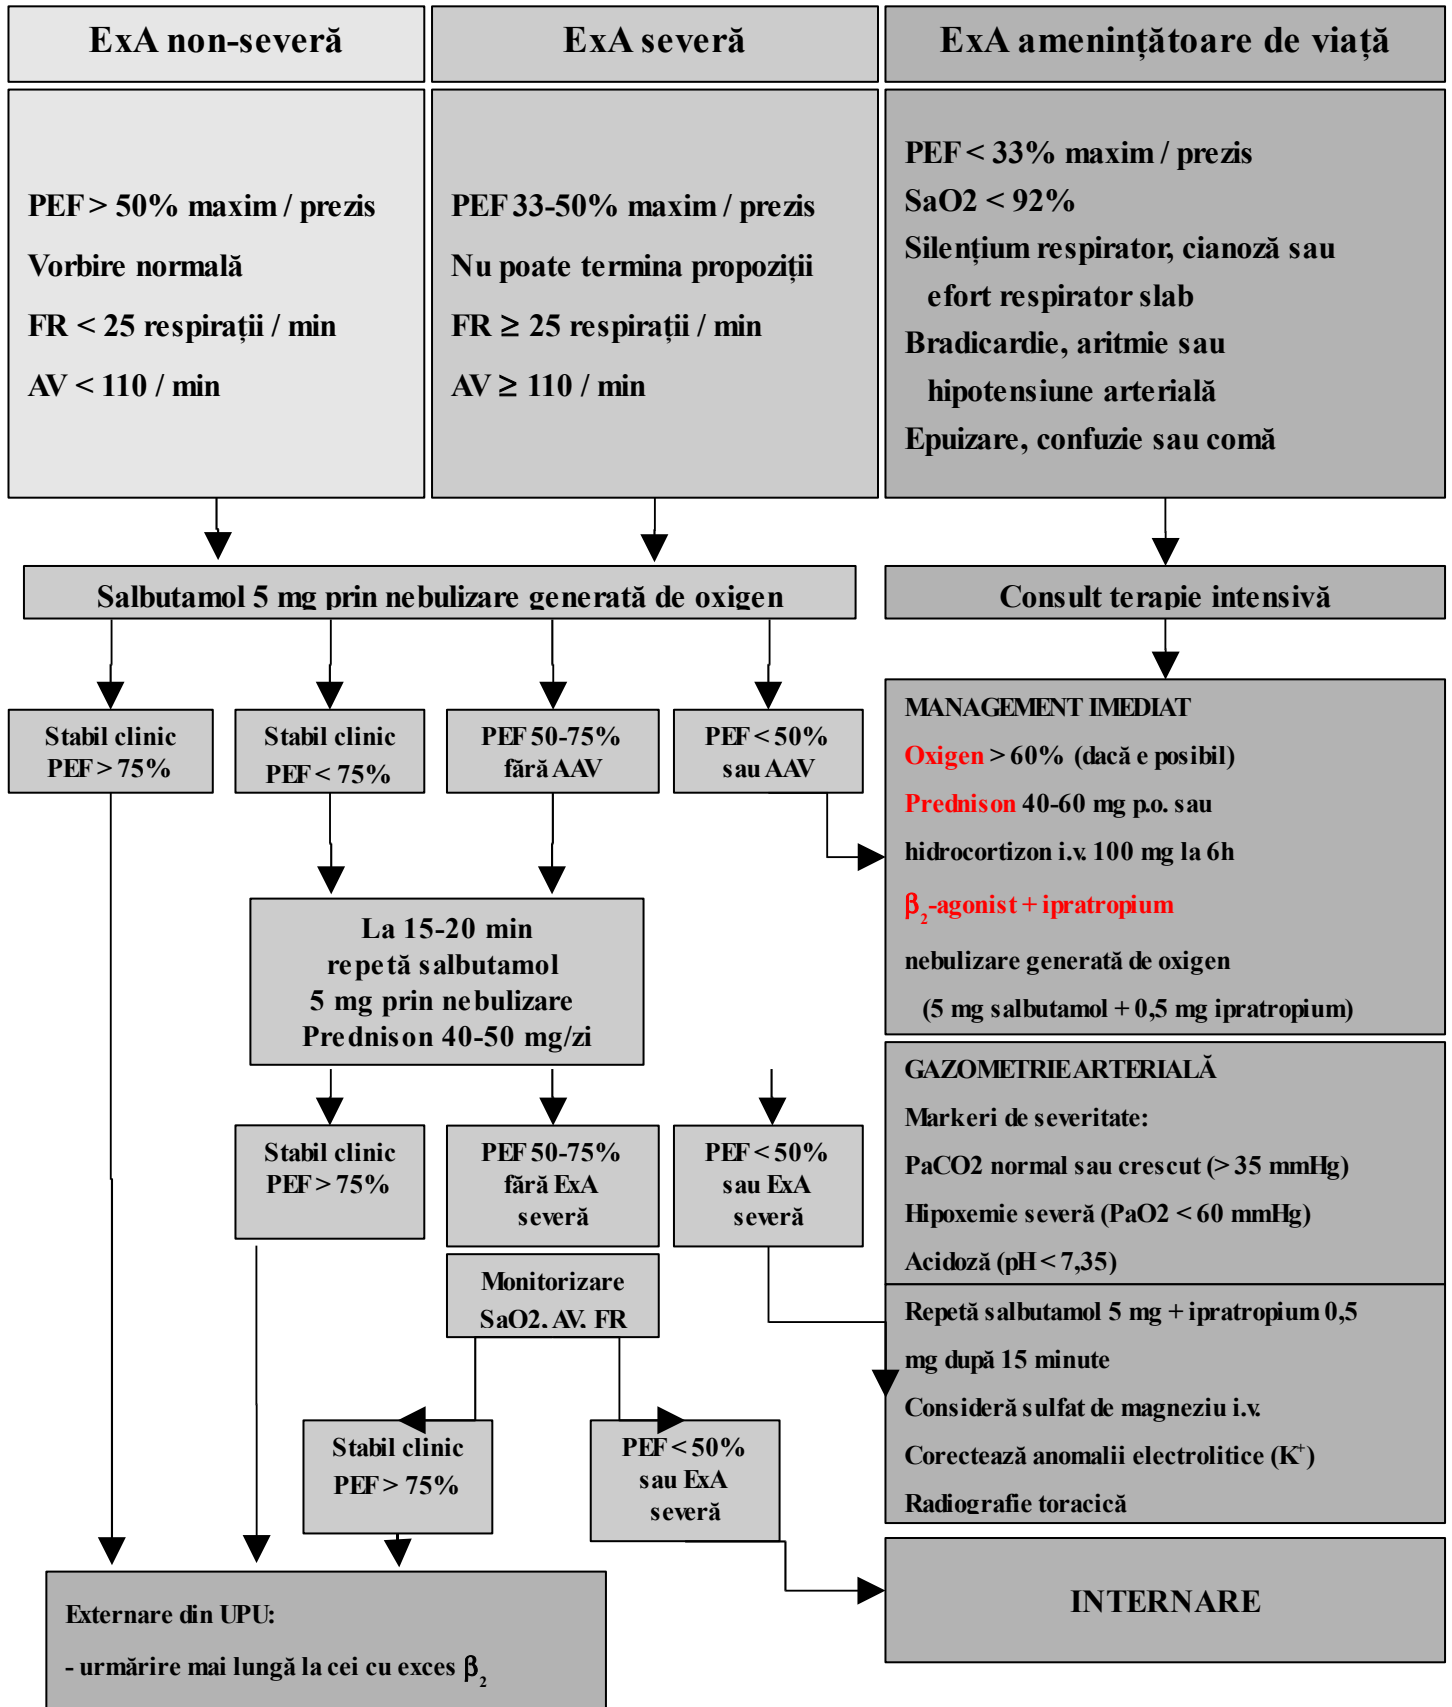 ExA non-severă
ExA severă
ExA amenințătoare de viață
PEF > 50% maxim / prezis
Vorbire normală
FR < 25 respirații / min
AV < 110 / min
PEF 33-50% maxim / prezis
Nu poate termina propoziții
FR ≥ 25 respirații / min
AV ≥ 110 / min
PEF < 33% maxim / prezis
SaO2 < 92%
Silențium respirator, cianoză sau
efort respirator slab
Bradicardie, aritmie sau
hipotensiune arterială
Epuizare, confuzie sau comă
Salbutamol 5 mg prin nebulizare generată de oxigen
Consult terapie intensivă
Stabil clinic
PEF > 75%
Stabil clinic
PEF < 75%
PEF 50-75%
fără AAV
PEF < 50%
sau AAV
MANAGEMENT IMEDIAT
Oxigen > 60% (dacă e posibil)
Prednison 40-60 mg p.o. sau
hidrocortizon i.v. 100 mg la 6h
β₂-agonist + ipratropium
nebulizare generată de oxigen
(5 mg salbutamol + 0,5 mg ipratropium)
La 15-20 min
repetă salbutamol
5 mg prin nebulizare
Prednison 40-50 mg/zi
GAZOMETRIE ARTERIALĂ
Markeri de severitate:
PaCO2 normal sau crescut (> 35 mmHg)
Hipoxemie severă (PaO2 < 60 mmHg)
Acidoză (pH < 7,35)
Stabil clinic
PEF > 75%
PEF 50-75%
fără ExA
severă
PEF < 50%
sau ExA
severă
Monitorizare
SaO2, AV, FR
Repetă salbutamol 5 mg + ipratropium 0,5
mg după 15 minute
Consideră sulfat de magneziu i.v.
Corectează anomalii electrolitice (K⁺)
Radiografie toracică
Stabil clinic
PEF > 75%
PEF < 50%
sau ExA
severă
Externare din UPU:
- urmărire mai lungă la cei cu exces β₂
INTERNARE